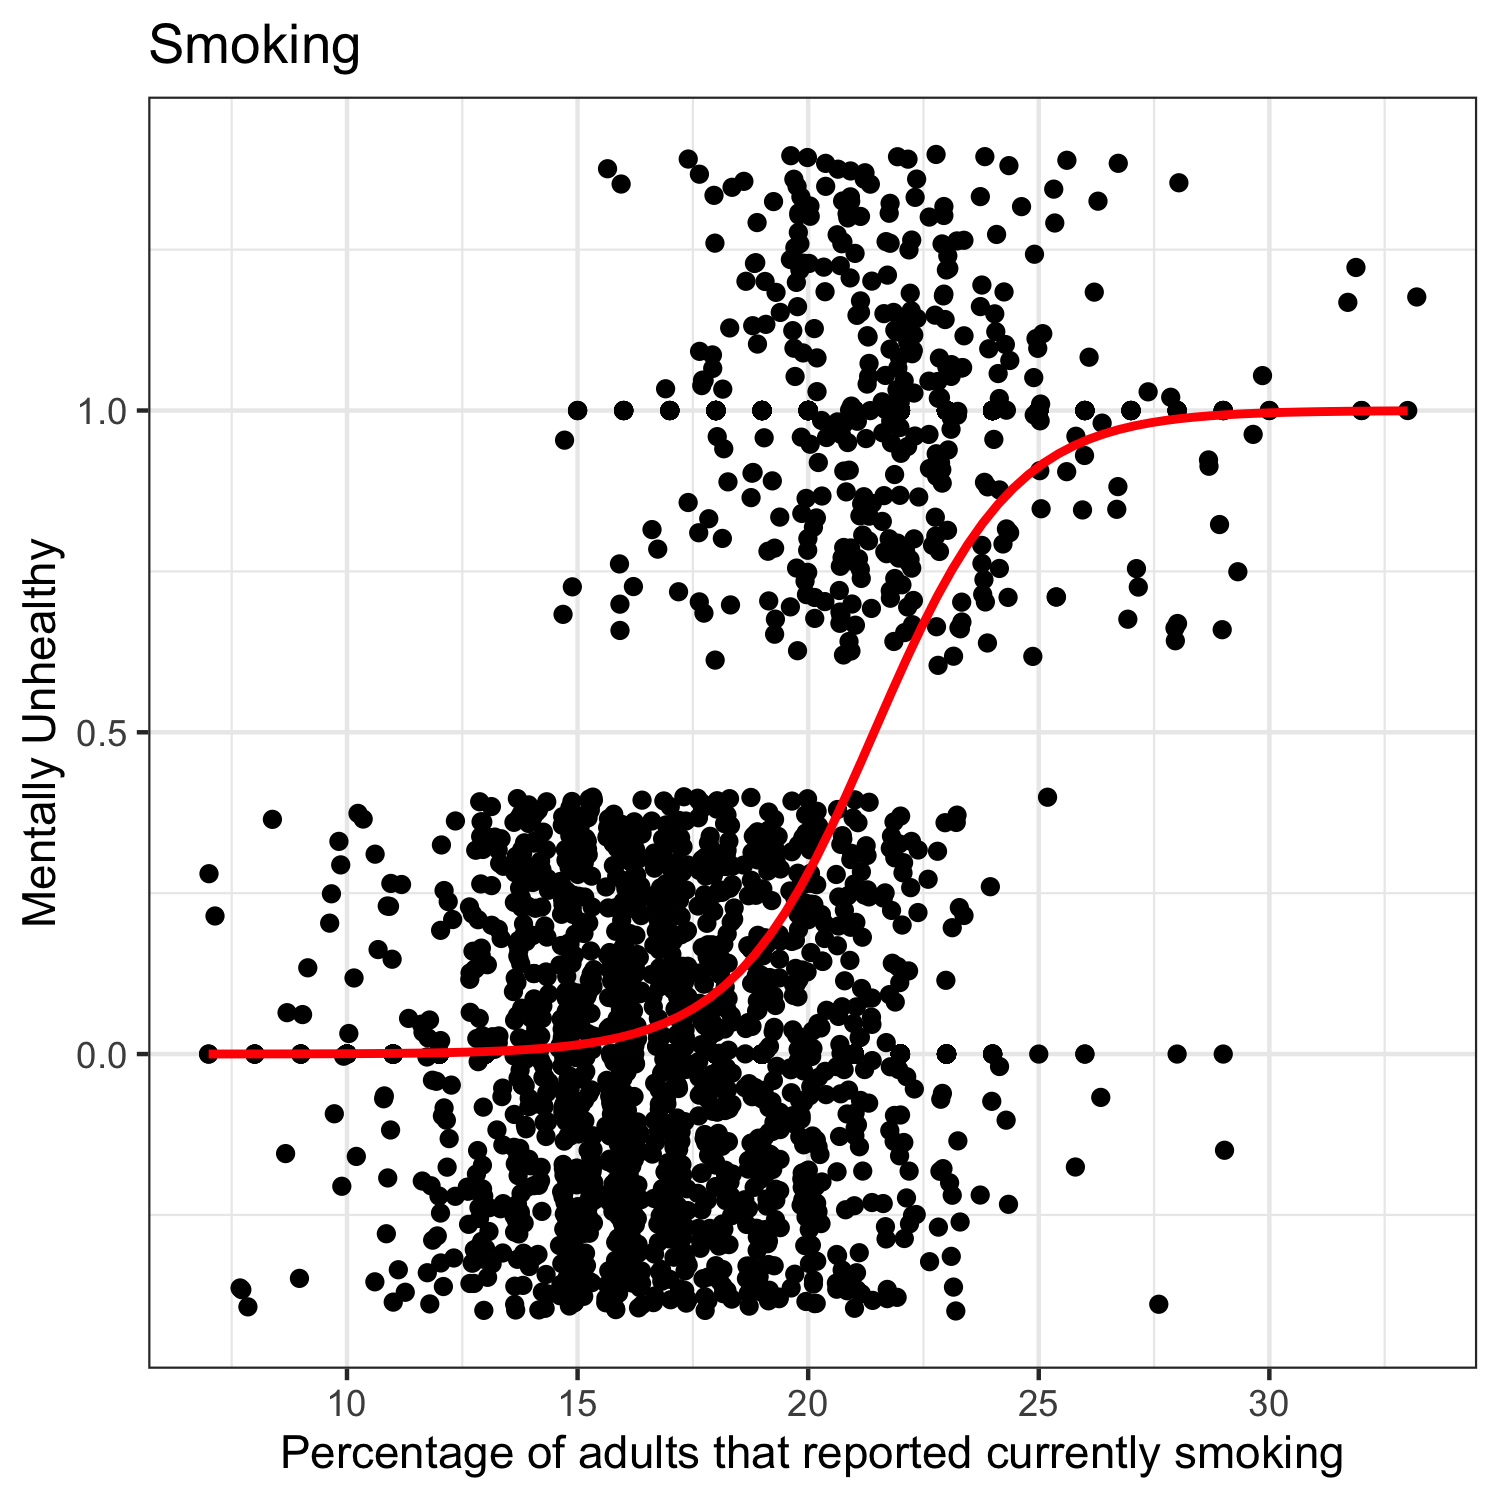 Smoking
Mentally Unhealthy
1.0
0.5
0.0
10 15 20 25 30
Percentage of adults that reported currently smoking